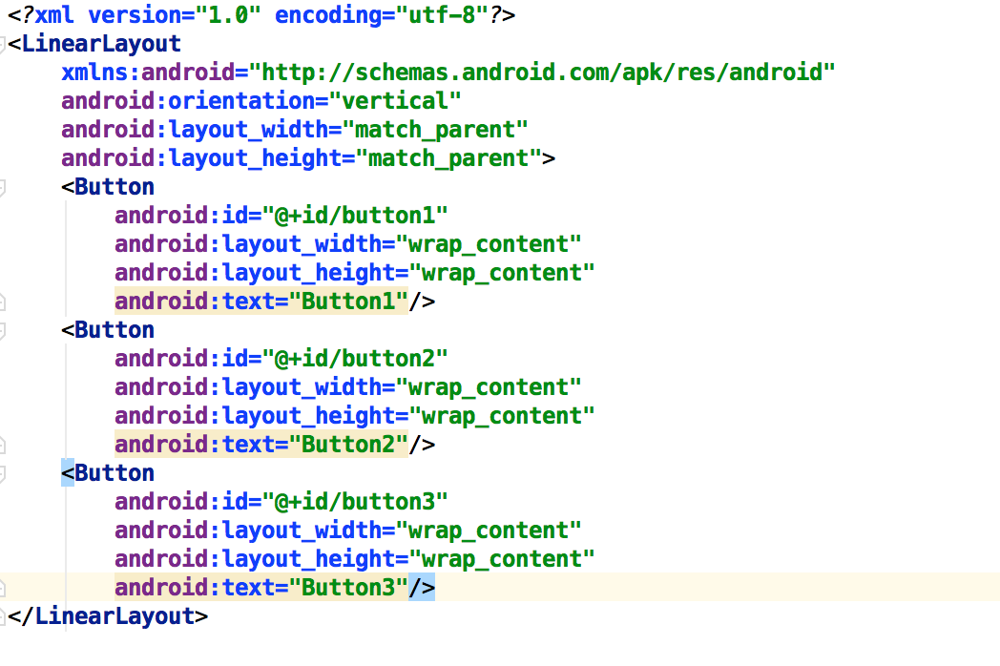 <?xml version="1.0" encoding="utf-8"?>
<LinearLayout
    xmlns:android="http://schemas.android.com/apk/res/android"
    android:orientation="vertical"
    android:layout_width="match_parent"
    android:layout_height="match_parent">
    <Button
        android:id="@+id/button1"
        android:layout_width="wrap_content"
        android:layout_height="wrap_content"
        android:text="Button1"/>
    <Button
        android:id="@+id/button2"
        android:layout_width="wrap_content"
        android:layout_height="wrap_content"
        android:text="Button2"/>
    <Button
        android:id="@+id/button3"
        android:layout_width="wrap_content"
        android:layout_height="wrap_content"
        android:text="Button3"/>
</LinearLayout>